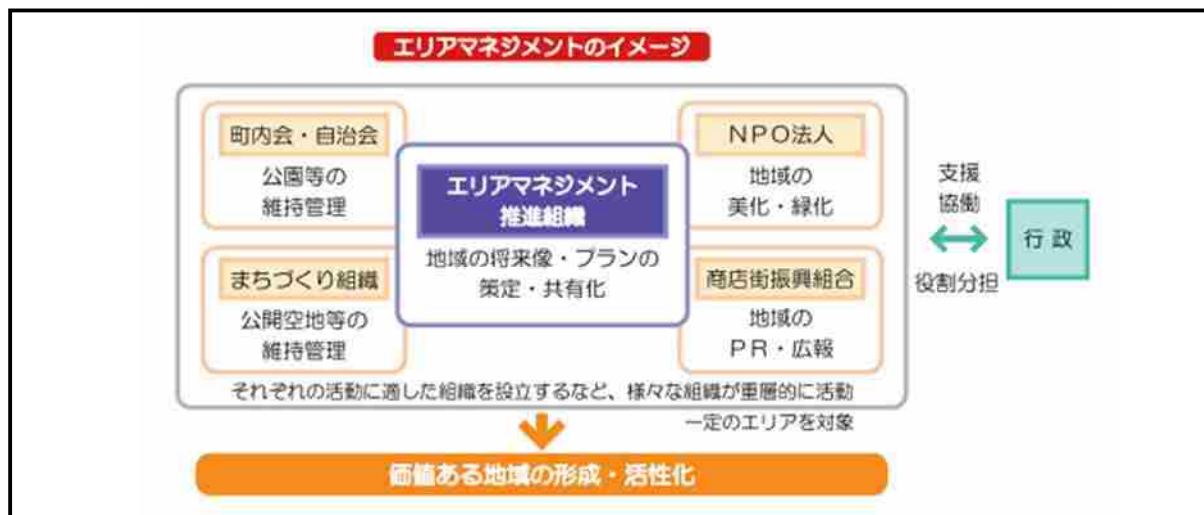 エリアマネジメントのイメージ
町内会・自治会
公園等の
維持管理
NPO法人
地域の
美化・緑化
エリアマネジメント
推進組織
地域の将来像・プランの
策定・共有化
まちづくり組織
公開空地等の
維持管理
商店街振興組合
地域の
PR・広報
それぞれの活動に適した組織を設立するなど、様々な組織が重層的に活動
一定のエリアを対象
支援
協働
役割分担
行政
価値ある地域の形成・活性化